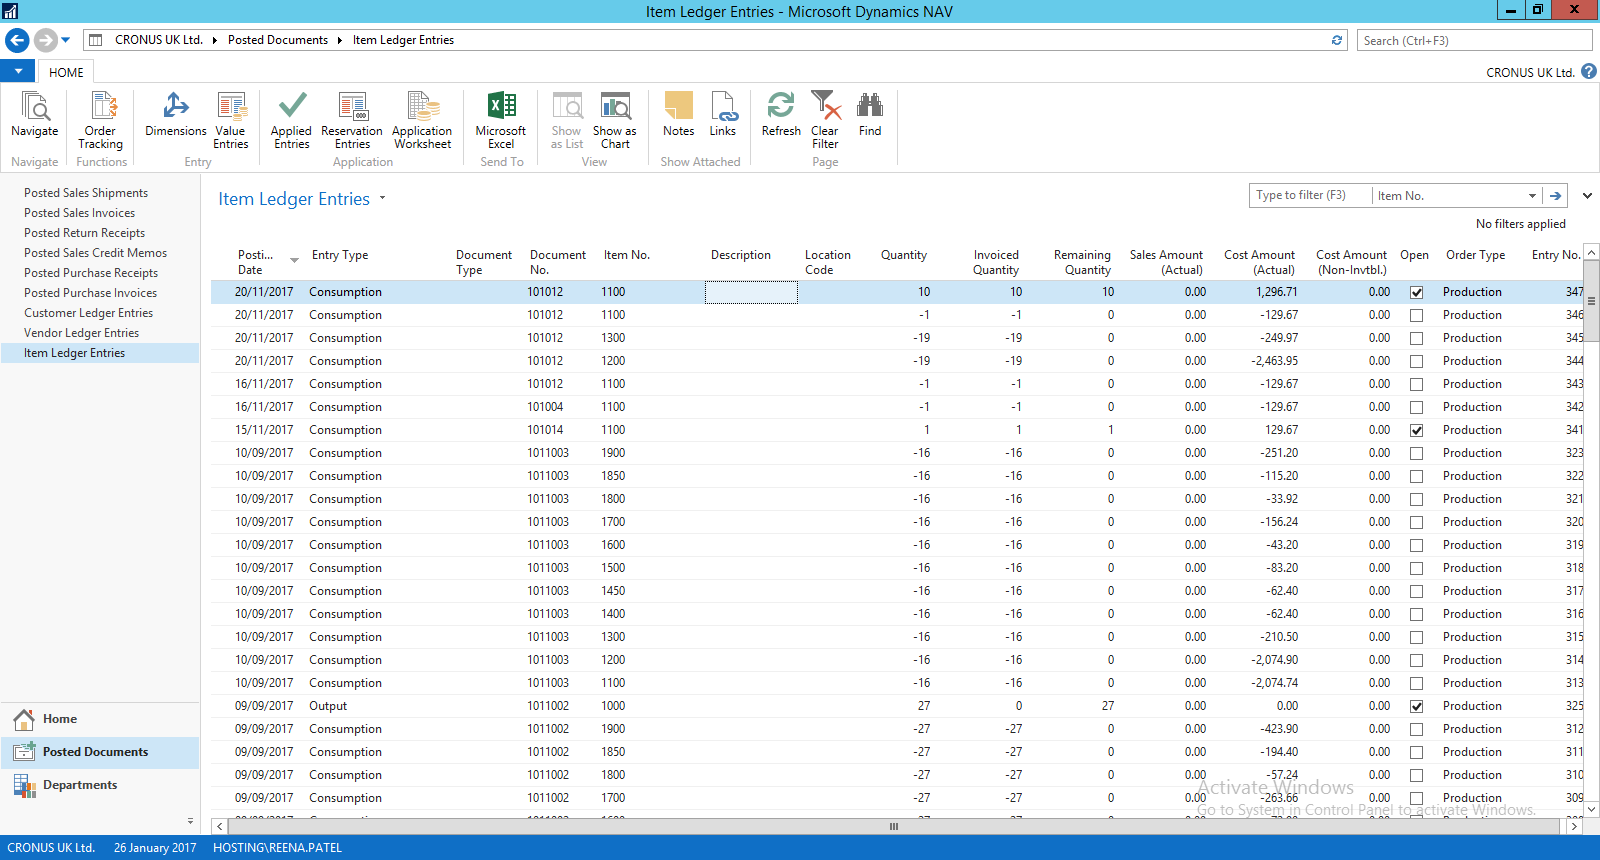 Item Ledger Entries - Microsoft Dynamics NAV
CRONUS UK Ltd. Posted Documents Item Ledger Entries Search (Ctrl+F3)
HOME CRONUS UK Ltd.
Navigate Order Tracking Dimensions Value Entries Applied Entries Reservation Entries Application Worksheet Microsoft Excel Show as List Show as Chart Notes Links Refresh Clear Filter Find
Navigate Functions Entry Application Send To View Show Attached Page
Posted Sales Shipments
Posted Sales Invoices
Posted Return Receipts
Posted Sales Credit Memos
Posted Purchase Receipts
Posted Purchase Invoices
Customer Ledger Entries
Vendor Ledger Entries
Item Ledger Entries
Home
Posted Documents
Departments
Item Ledger Entries Type to filter (F3) Item No.
No filters applied
Posti... Date Entry Type Document Type Document No. Item No. Description Location Code Quantity Invoiced Quantity Remaining Quantity Sales Amount (Actual) Cost Amount (Actual) Cost Amount (Non-Invtbl.) Open Order Type Entry No.
20/11/2017 Consumption 101012 1100 10 10 10 0.00 1,296.71 0.00 Production 347
20/11/2017 Consumption 101012 1100 -1 -1 0 0.00 -129.67 0.00 Production 346
20/11/2017 Consumption 101012 1300 -19 -19 0 0.00 -249.97 0.00 Production 345
20/11/2017 Consumption 101012 1200 -19 -19 0 0.00 -2,463.95 0.00 Production 344
16/11/2017 Consumption 101012 1100 -1 -1 0 0.00 -129.67 0.00 Production 343
16/11/2017 Consumption 101004 1100 -1 -1 0 0.00 -129.67 0.00 Production 342
15/11/2017 Consumption 101014 1100 1 1 1 0.00 129.67 0.00 Production 341
10/09/2017 Consumption 1011003 1900 -16 -16 0 0.00 -251.20 0.00 Production 323
10/09/2017 Consumption 1011003 1850 -16 -16 0 0.00 -115.20 0.00 Production 322
10/09/2017 Consumption 1011003 1800 -16 -16 0 0.00 -33.92 0.00 Production 321
10/09/2017 Consumption 1011003 1700 -16 -16 0 0.00 -156.24 0.00 Production 320
10/09/2017 Consumption 1011003 1600 -16 -16 0 0.00 -43.20 0.00 Production 319
10/09/2017 Consumption 1011003 1500 -16 -16 0 0.00 -83.20 0.00 Production 318
10/09/2017 Consumption 1011003 1450 -16 -16 0 0.00 -62.40 0.00 Production 317
10/09/2017 Consumption 1011003 1400 -16 -16 0 0.00 -62.40 0.00 Production 316
10/09/2017 Consumption 1011003 1300 -16 -16 0 0.00 -210.50 0.00 Production 315
10/09/2017 Consumption 1011003 1200 -16 -16 0 0.00 -2,074.90 0.00 Production 314
10/09/2017 Consumption 1011003 1100 -16 -16 0 0.00 -2,074.74 0.00 Production 313
09/09/2017 Output 1011002 1000 27 0 27 0.00 0.00 0.00 Production 325
09/09/2017 Consumption 1011002 1900 -27 -27 0 0.00 -423.90 0.00 Production 312
09/09/2017 Consumption 1011002 1850 -27 -27 0 0.00 -194.40 0.00 Production 311
09/09/2017 Consumption 1011002 1800 -27 -27 0 0.00 -57.24 0.00 Production 310
09/09/2017 Consumption 1011002 1700 -27 -27 0 0.00 -263.66 0.00 Production 309
Activate Windows
Go to System in Control Panel to activate Windows.
CRONUS UK Ltd. 26 January 2017 HOSTING\REENA.PATEL